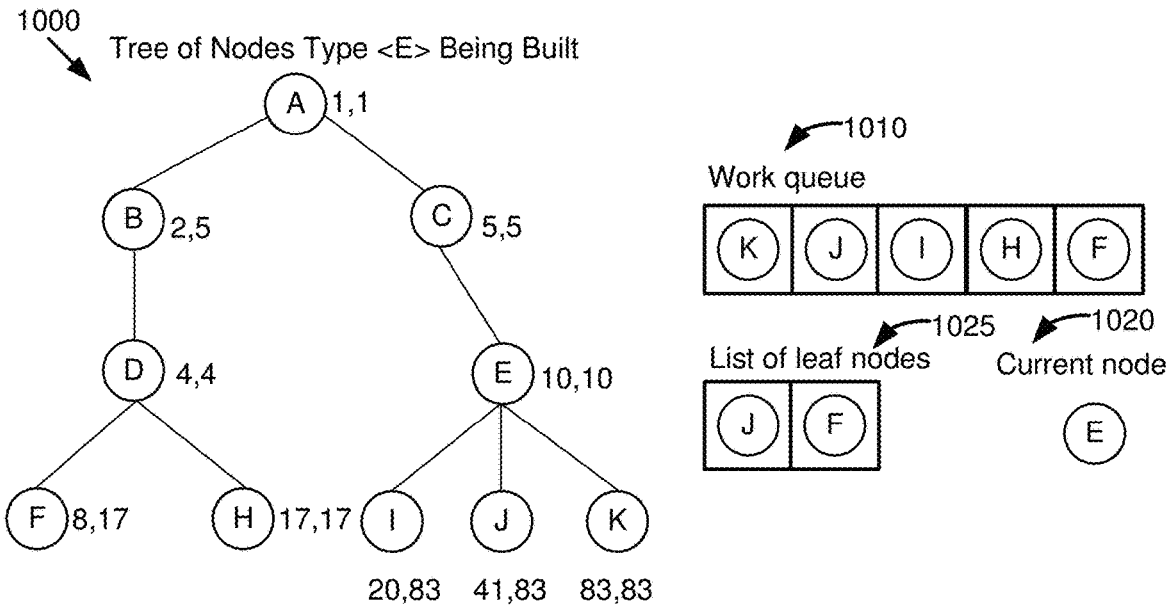 1000
Tree of Nodes Type <E> Being Built
A 1,1
1010
Work queue
B 2,5
C 5,5
K J I H F
1025
1020
List of leaf nodes
Current node
D 4,4
E 10,10
J F
E
F 8,17
H 17,17
I
J
K
20,83
41,83
83,83